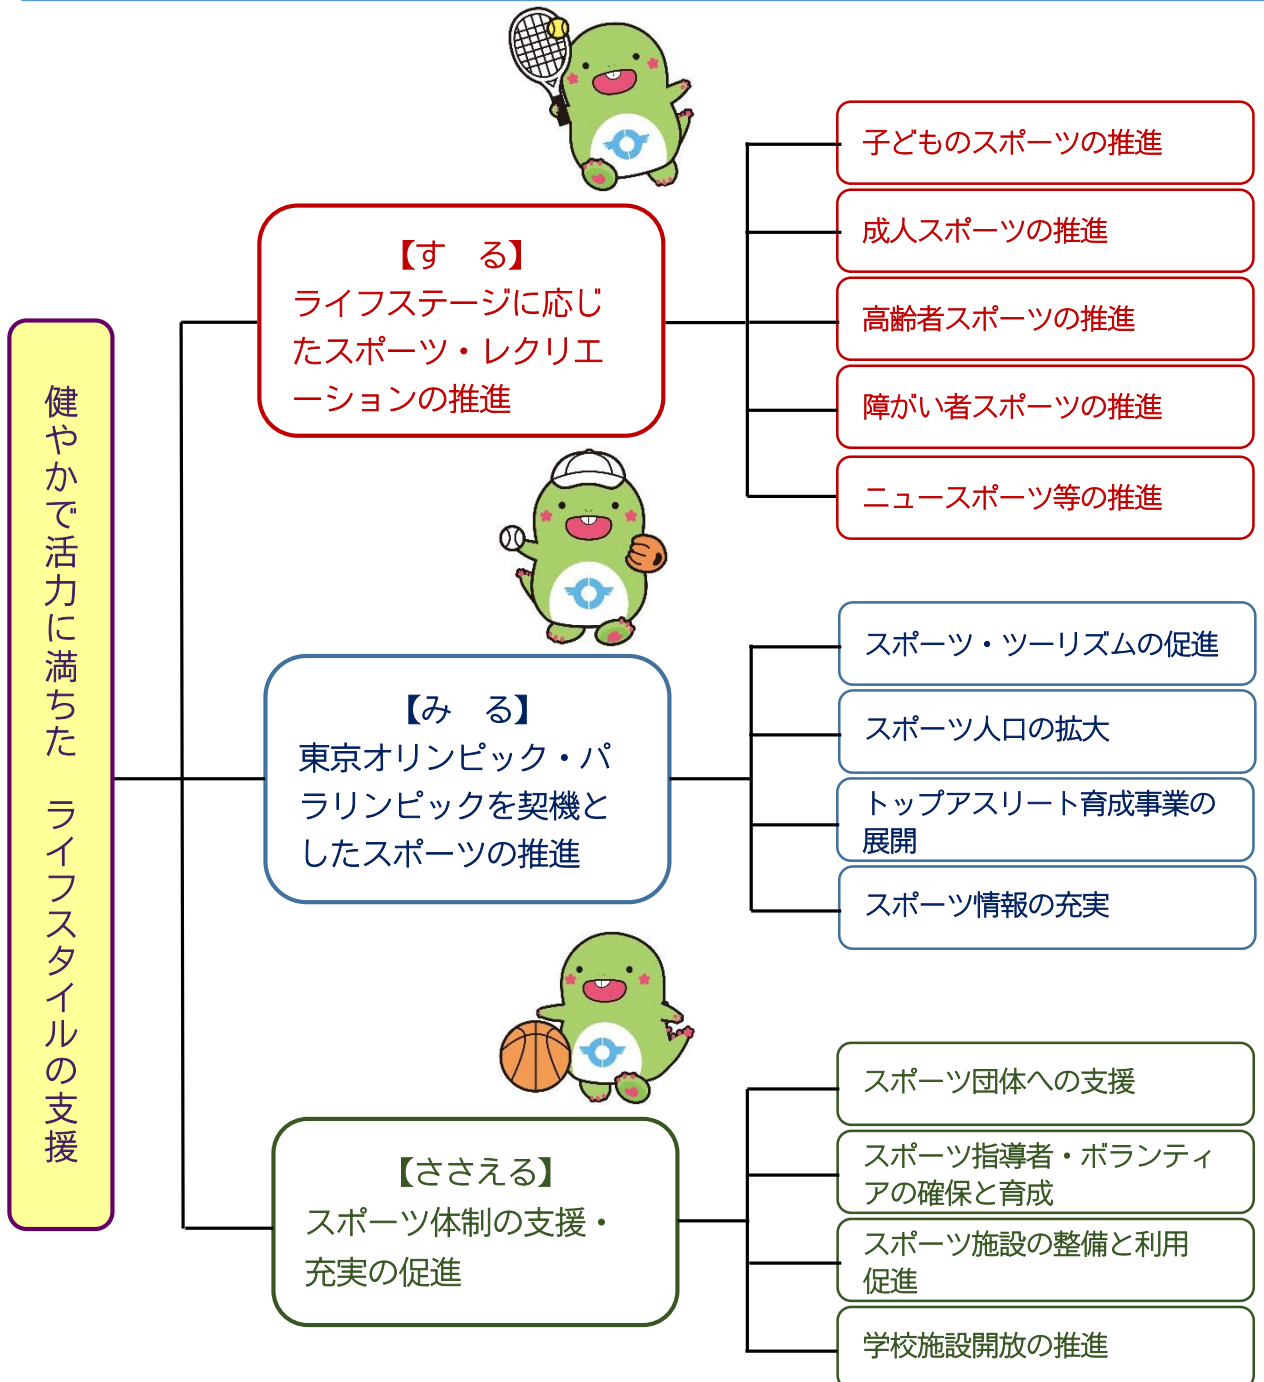 健やかで活力に満ちた　ライフスタイルの支援
【す　る】
ライフステージに応じ
たスポーツ・レクリエ
ーションの推進
子どものスポーツの推進
成人スポーツの推進
高齢者スポーツの推進
障がい者スポーツの推進
ニュースポーツ等の推進
【み　る】
東京オリンピック・パ
ラリンピックを契機と
したスポーツの推進
スポーツ・ツーリズムの促進
スポーツ人口の拡大
トップアスリート育成事業の
展開
スポーツ情報の充実
【ささえる】
スポーツ体制の支援・
充実の促進
スポーツ団体への支援
スポーツ指導者・ボランティ
アの確保と育成
スポーツ施設の整備と利用
促進
学校施設開放の推進